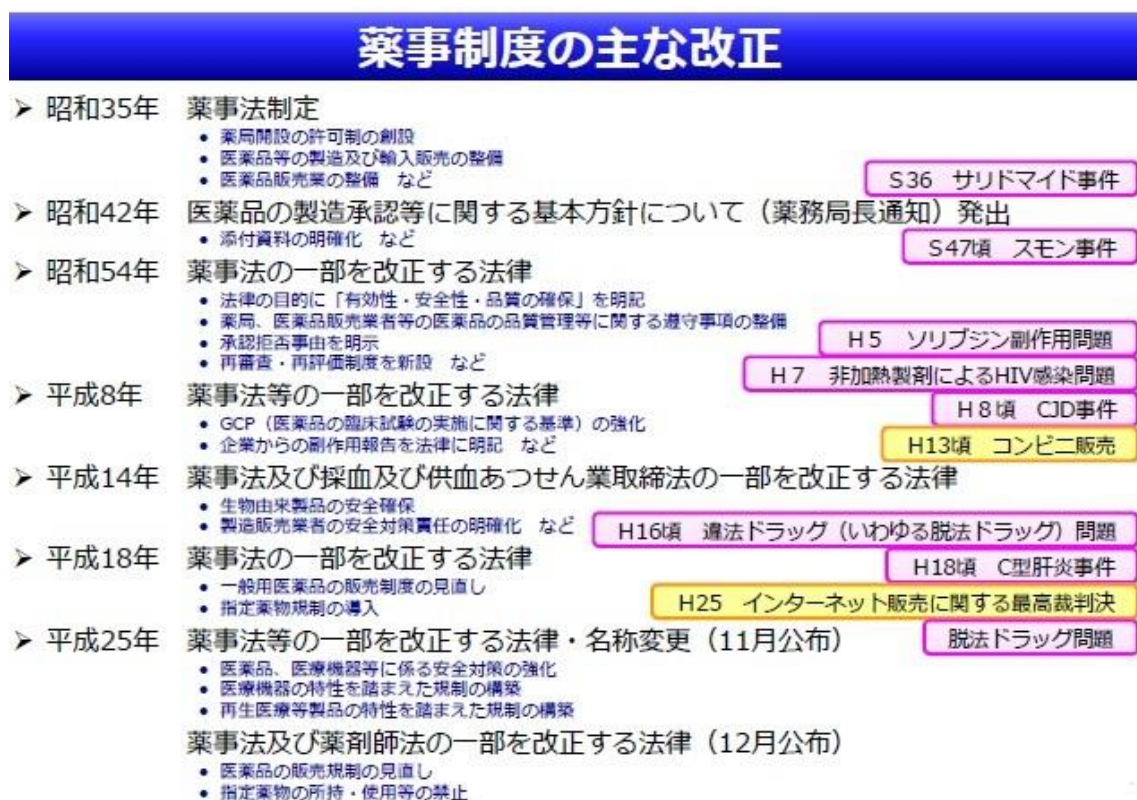 薬事制度の主な改正
➢ 昭和35年 薬事法制定
• 薬局開設の許可制の創設
• 医薬品等の製造及び輸入販売の整備
• 医薬品販売業の整備 など
S36 サリドマイド事件
➢ 昭和42年 医薬品の製造承認等に関する基本方針について（薬務局長通知）発出
• 添付資料の明確化 など
S47頃 スモン事件
➢ 昭和54年 薬事法の一部を改正する法律
• 法律の目的に「有効性・安全性・品質の確保」を明記
• 薬局、医薬品販売業者等の医薬品の品質管理等に関する遵守事項の整備
• 承認拒否事由を明示
• 再審査・再評価制度を新設 など
H5 ソリブジン副作用問題
H7 非加熱製剤によるHIV感染問題
➢ 平成8年 薬事法等の一部を改正する法律
• GCP（医薬品の臨床試験の実施に関する基準）の強化
• 企業からの副作用報告を法律に明記 など
H8頃 CJD事件
H13頃 コンビニ販売
➢ 平成14年 薬事法及び採血及び供血あつせん業取締法の一部を改正する法律
• 生物由来製品の安全確保
• 製造販売業者の安全対策責任の明確化 など
H16頃 違法ドラッグ（いわゆる脱法ドラッグ）問題
➢ 平成18年 薬事法の一部を改正する法律
• 一般用医薬品の販売制度の見直し
• 指定薬物規制の導入
H18頃 C型肝炎事件
H25 インターネット販売に関する最高裁判決
➢ 平成25年 薬事法等の一部を改正する法律・名称変更（11月公布）
脱法ドラッグ問題
• 医薬品、医療機器等に係る安全対策の強化
• 医療機器の特性を踏まえた規制の構築
• 再生医療等製品の特性を踏まえた規制の構築
薬事法及び薬剤師法の一部を改正する法律（12月公布）
• 医薬品の販売規制の見直し
• 指定薬物の所持・使用等の禁止